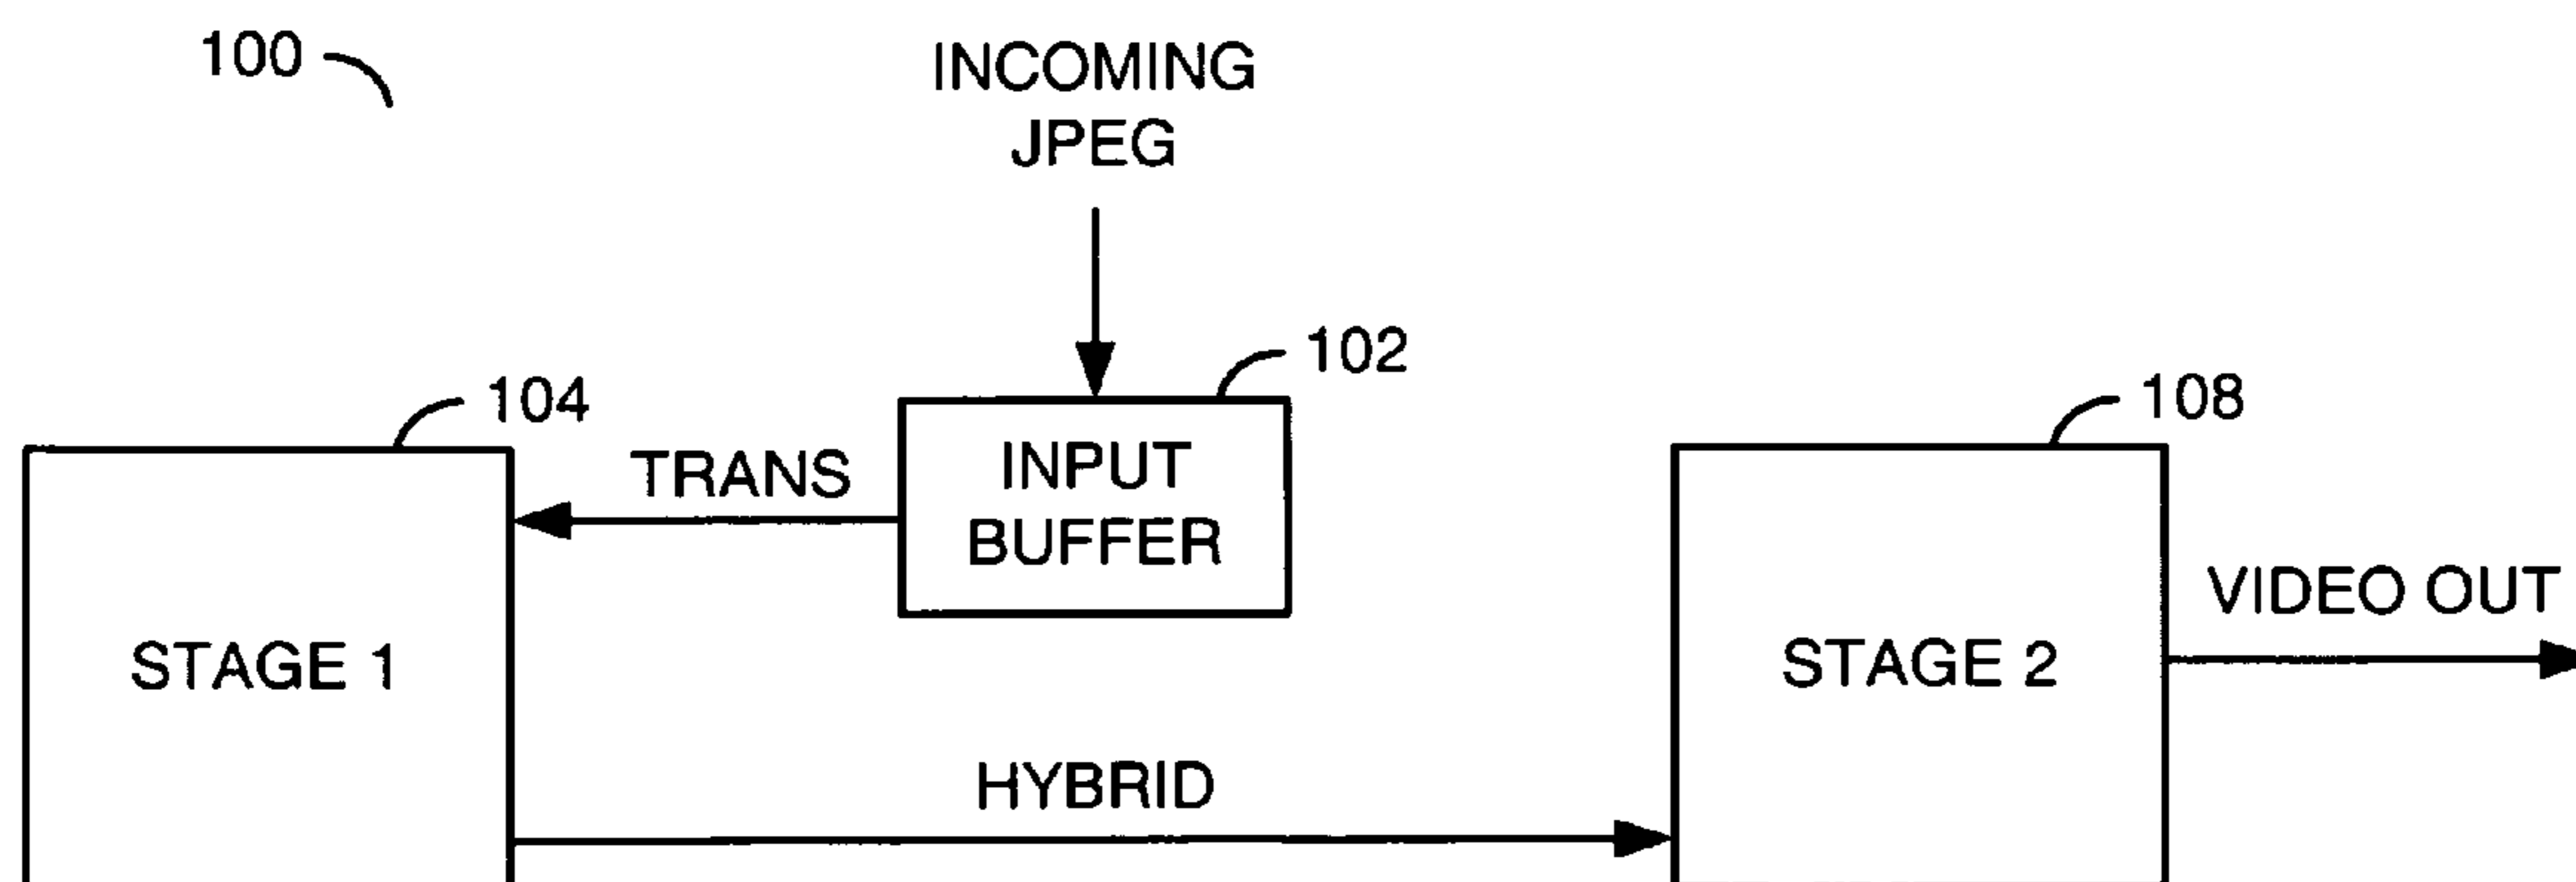 100
INCOMING
JPEG
102
104
108
TRANS
INPUT
BUFFER
VIDEO OUT
STAGE 1
STAGE 2
HYBRID